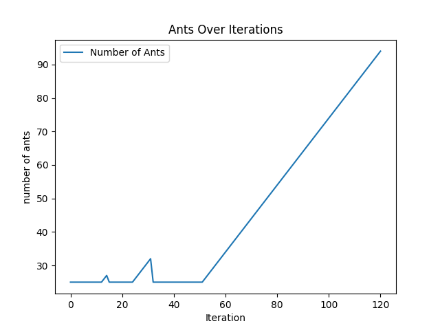 Ants Over Iterations
Number of Ants
number of ants
90
80
70
60
50
40
30
0 20 40 60 80 100 120
Iteration